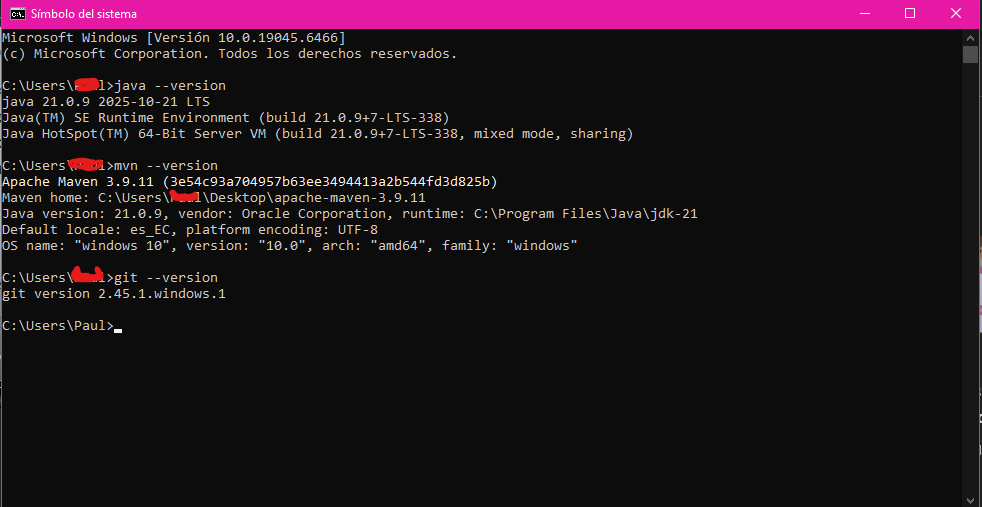 Símbolo del sistema
Microsoft Windows [Versión 10.0.19045.6466]
(c) Microsoft Corporation. Todos los derechos reservados.
C:\Users\>java --version
java 21.0.9 2025-10-21 LTS
Java(TM) SE Runtime Environment (build 21.0.9+7-LTS-338)
Java HotSpot(TM) 64-Bit Server VM (build 21.0.9+7-LTS-338, mixed mode, sharing)
C:\Users\>mvn --version
Apache Maven 3.9.11 (3e54c93a704957b63ee3494413a2b544fd3d825b)
Maven home: C:\Users\\Desktop\apache-maven-3.9.11
Java version: 21.0.9, vendor: Oracle Corporation, runtime: C:\Program Files\Java\jdk-21
Default locale: es_EC, platform encoding: UTF-8
OS name: "windows 10", version: "10.0", arch: "amd64", family: "windows"
C:\Users\>git --version
git version 2.45.1.windows.1
C:\Users\Paul>